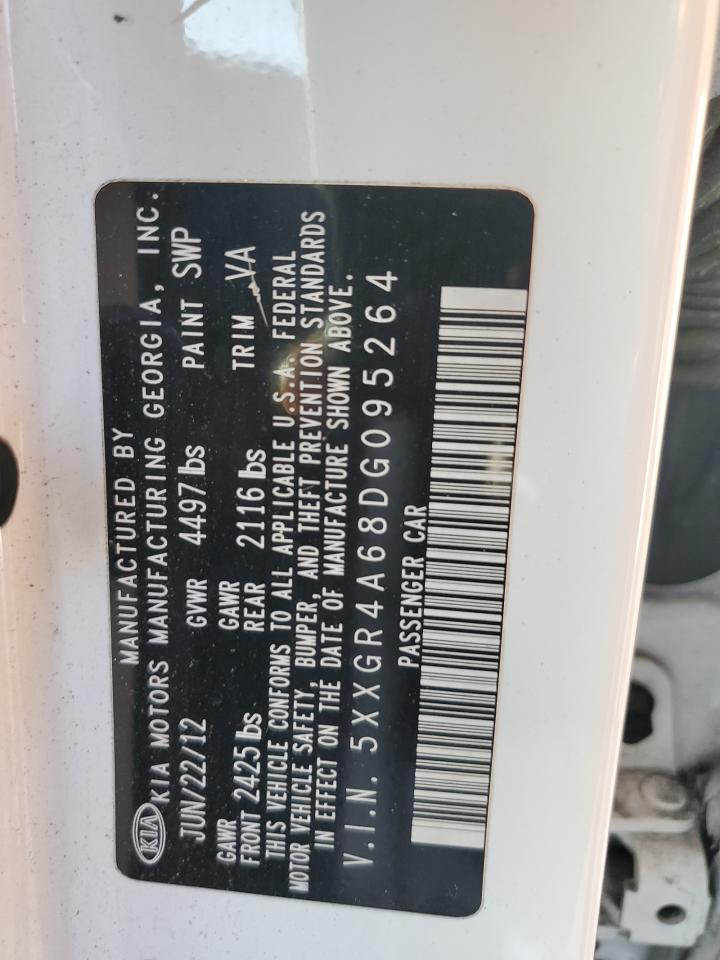 MANUFACTURED BY
KIA KIA MOTORS MANUFACTURING GEORGIA, INC.
JUN/22/12 GVWR 4497 lbs PAINT SWP
GAWR FRONT 2425 lbs GAWR REAR 2116 lbs TRIM VA
THIS VEHICLE CONFORMS TO ALL APPLICABLE U.S.A. FEDERAL
MOTOR VEHICLE SAFETY, BUMPER, AND THEFT PREVENTION STANDARDS
IN EFFECT ON THE DATE OF MANUFACTURE SHOWN ABOVE.
V.I.N. 5XXGR4A68DG095264
PASSENGER CAR